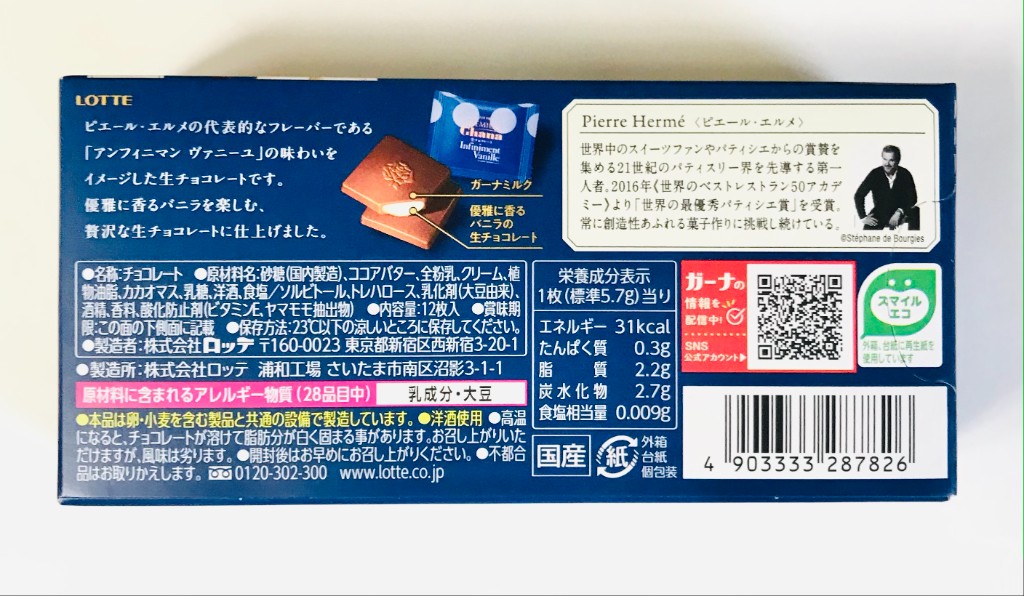 LOTTE
ピエール・エルメの代表的なフレーバーである
「アンフィニマン ヴァニーユ」の味わいを
イメージした生チョコレートです。
優雅に香るバニラを楽しむ、
贅沢な生チョコレートに仕上げました。
Ghana
Infiniment
Vanille
ガーナミルク
優雅に香る
バニラの
生チョコレート
Pierre Hermé〈ピエール・エルメ〉
世界中のスイーツファンやパティシエからの賞賛を
集める21世紀のパティスリー界を先導する第一
人者。2016年《世界のベストレストラン50アカデ
ミー》より「世界の最優秀パティシエ賞」を受賞。
常に創造性あふれる菓子作りに挑戦し続けている。
©Stéphane de Bourgies
●名称:チョコレート ●原材料名:砂糖(国内製造)、ココアバター、全粉乳、クリーム、植
物油脂、カカオマス、乳糖、洋酒、食塩／ソルビトール、トレハロース、乳化剤(大豆由来)、
酒精、香料、酸化防止剤(ビタミンE、ヤマモモ抽出物) ●内容量:12枚入 ●賞味期
限:この面の下側面に記載 ●保存方法:23℃以下の涼しいところに保存してください。
●製造者:株式会社ロッテ 〒160-0023 東京都新宿区西新宿3-20-1
●製造所:株式会社ロッテ 浦和工場 さいたま市南区沼影3-1-1
原材料に含まれるアレルギー物質(28品目中) 乳成分・大豆
●本品は卵・小麦を含む製品と共通の設備で製造しています。●洋酒使用 ●高温
になると、チョコレートが溶けて脂肪分が白く固まる事があります。お召し上がりいた
だけますが、風味は劣ります。●開封後はお早めにお召し上がりください。●不都合
品はお取りかえします。 0120-302-300 www.lotte.co.jp
栄養成分表示
1枚(標準5.7g)当り
エネルギー 31kcal
たんぱく質 0.3g
脂質 2.2g
炭水化物 2.7g
食塩相当量 0.009g
国産
紙
外箱
台紙
個包装
ガーナの
情報を
配信中!
SNS
公式アカウント
スマイル
エコ
外箱、台紙に再生紙を
使用しています
4 903333 287826